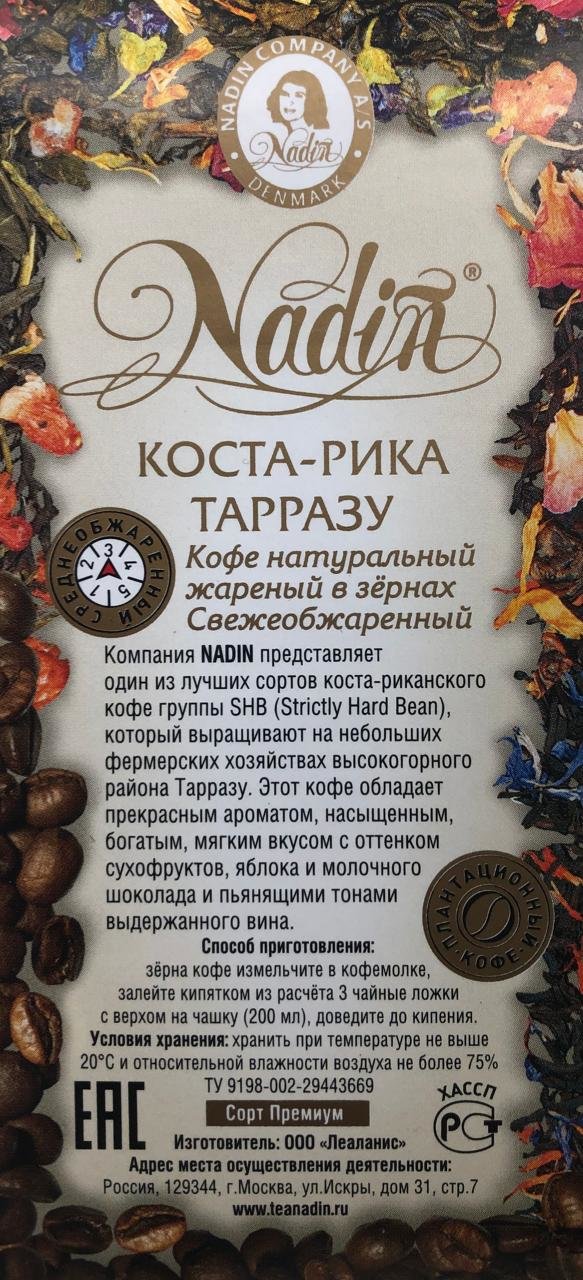 NADIN COMPANY A/S
Nadin
DENMARK
Nadin®
КОСТА-РИКА
ТАРРАЗУ
СРЕДНЕОБЖАРЕННЫЙ
1 2 3 4 5
Кофе натуральный
жареный в зёрнах
Свежеобжаренный
Компания NADIN представляет
один из лучших сортов коста-риканского
кофе группы SHB (Strictly Hard Bean),
который выращивают на небольших
фермерских хозяйствах высокогорного
района Тарразу. Этот кофе обладает
прекрасным ароматом, насыщенным,
богатым, мягким вкусом с оттенком
сухофруктов, яблока и молочного
шоколада и пьянящими тонами
выдержанного вина.
ПЛАНТАЦИОННЫЙ
КОФЕ
Способ приготовления:
зёрна кофе измельчите в кофемолке,
залейте кипятком из расчёта 3 чайные ложки
с верхом на чашку (200 мл), доведите до кипения.
Условия хранения: хранить при температуре не выше
20°С и относительной влажности воздуха не более 75%
ТУ 9198-002-29443669
EAC
Сорт Премиум
ХАССП
РСТ
Изготовитель: ООО «Леаланис»
Адрес места осуществления деятельности:
Россия, 129344, г.Москва, ул.Искры, дом 31, стр.7
www.teanadin.ru